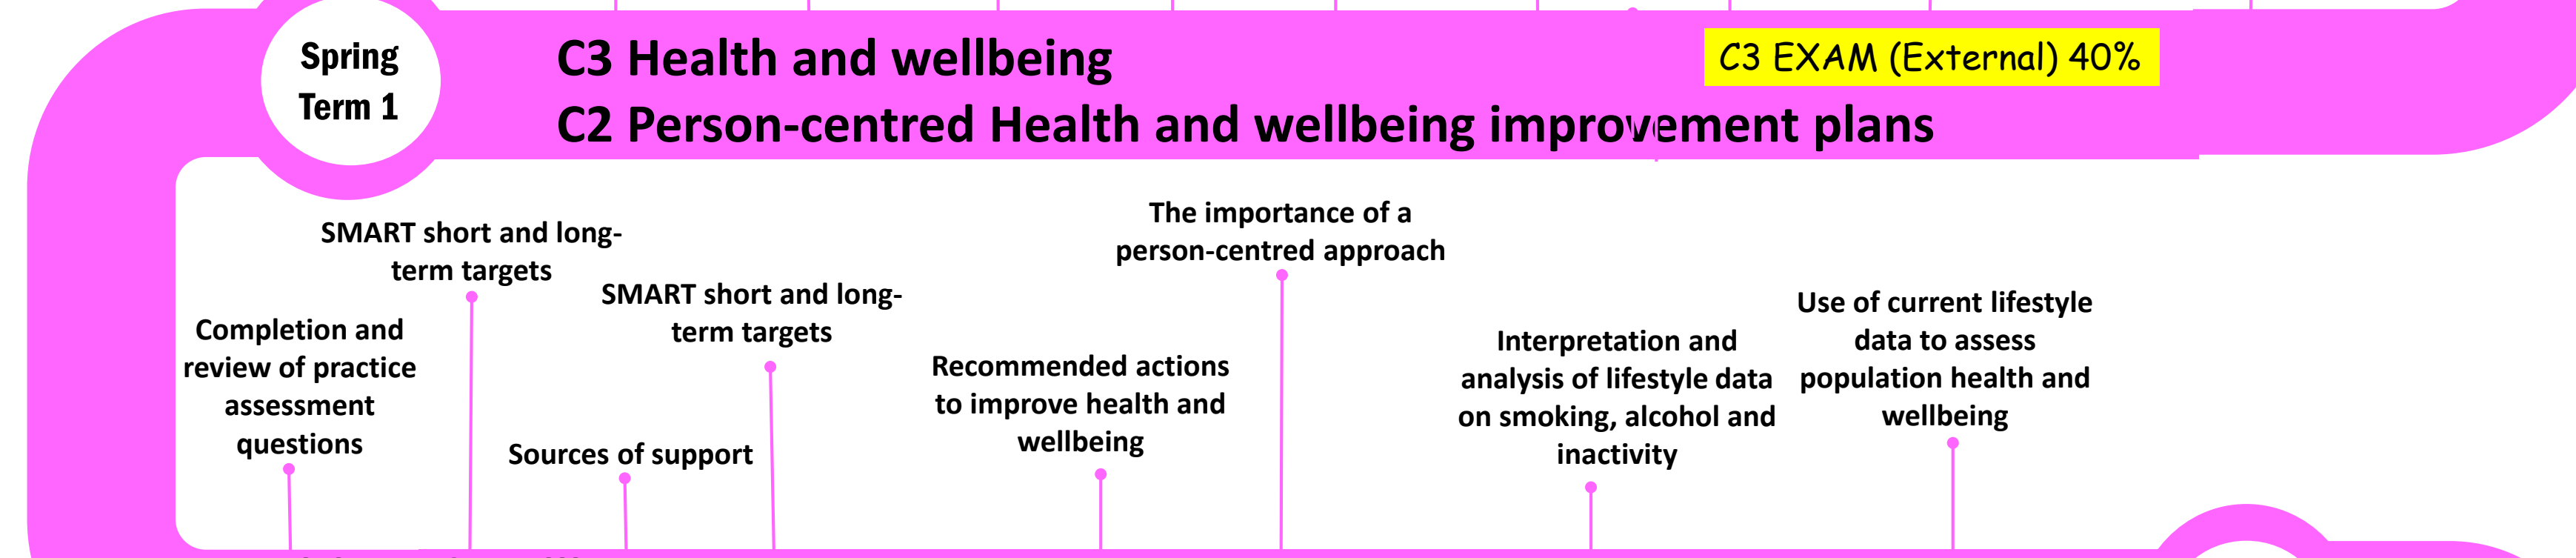 Spring
Term 1
C3 Health and wellbeing
C2 Person-centred Health and wellbeing improvement plans
C3 EXAM (External) 40%
Completion and
review of practice
assessment
questions
SMART short and long-
term targets
Sources of support
SMART short and long-
term targets
Recommended actions
to improve health and
wellbeing
The importance of a
person-centred approach
Interpretation and
analysis of lifestyle data
on smoking, alcohol and
inactivity
Use of current lifestyle
data to assess
population health and
wellbeing